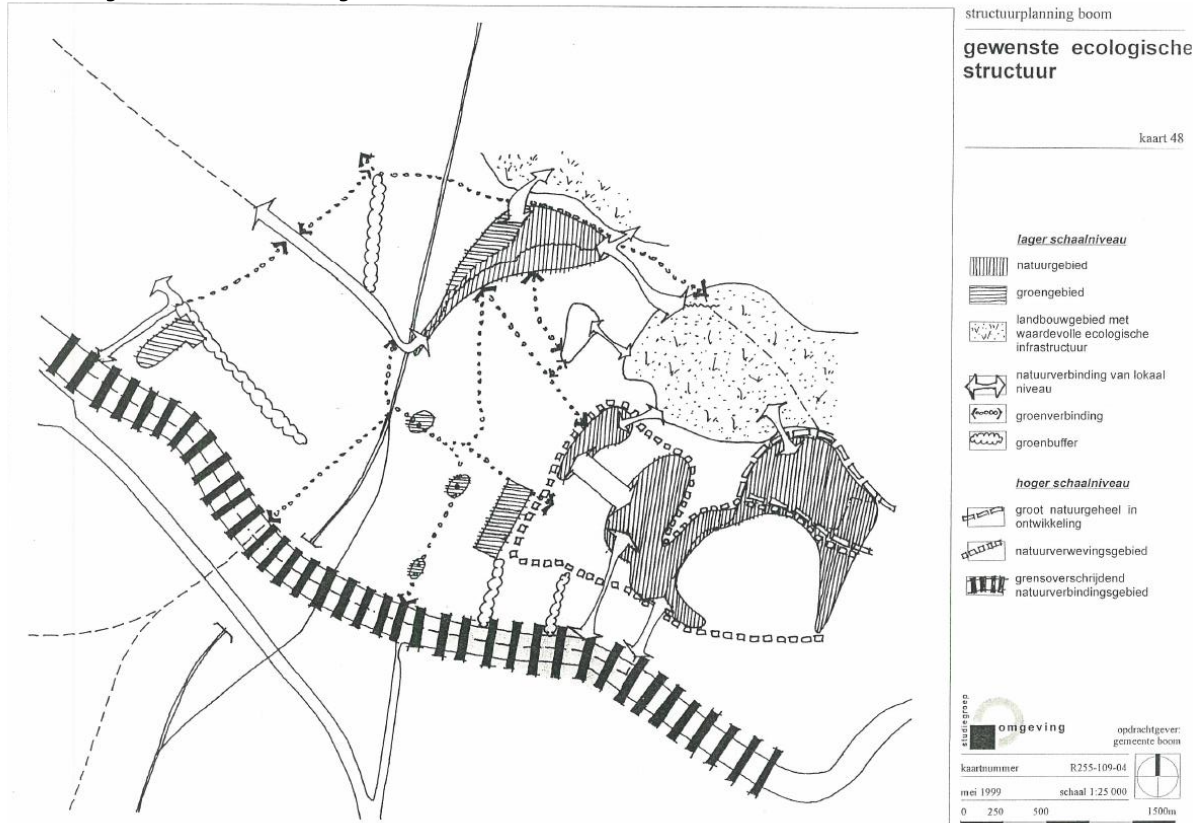 structuurplanning boom
gewenste ecologische
structuur
kaart 48
lager schaalniveau
natuurgebied
groengebied
landbouwgebied met
waardevolle ecologische
infrastructuur
natuurverbinding van lokaal
niveau
groenverbinding
groenbuffer
hoger schaalniveau
groot natuurgeheel in
ontwikkeling
natuurverwevingsgebied
grensoverschrijdend
natuurverbindingsgebied
studiegroep
omgeving
opdrachtgever:
gemeente boom
kaartnummer R255-109-04
mei 1999 schaal 1:25 000
0 250 500 1500m